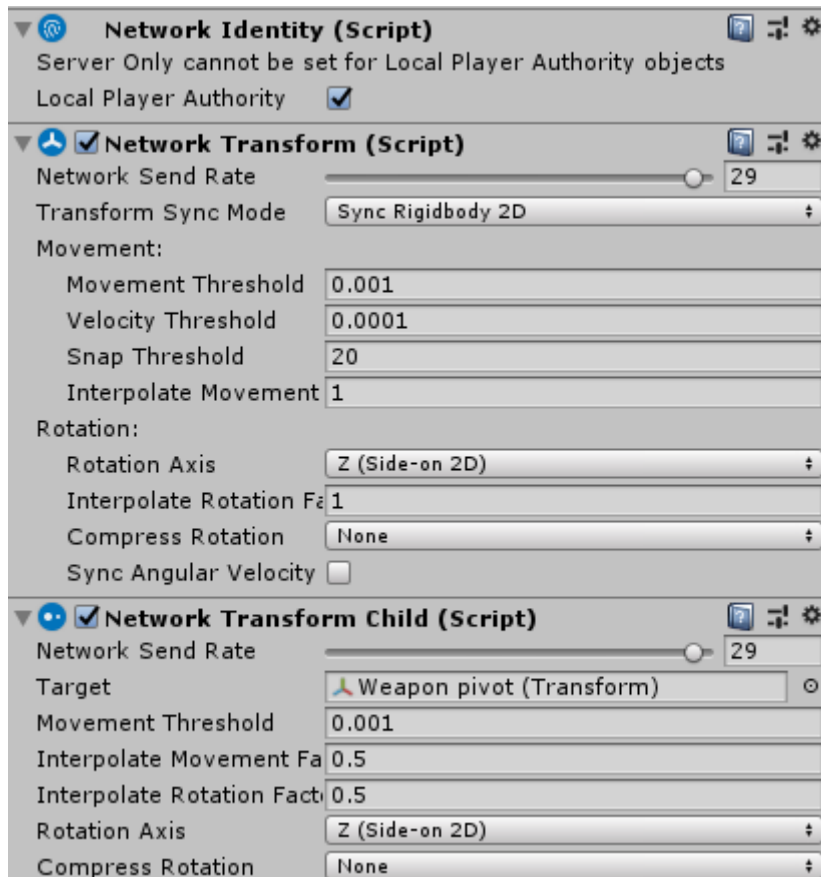 Network Identity (Script)
Server Only cannot be set for Local Player Authority objects
Local Player Authority
Network Transform (Script)
Network Send Rate 29
Transform Sync Mode Sync Rigidbody 2D
Movement:
Movement Threshold 0.001
Velocity Threshold 0.0001
Snap Threshold 20
Interpolate Movement 1
Rotation:
Rotation Axis Z (Side-on 2D)
Interpolate Rotation Fa 1
Compress Rotation None
Sync Angular Velocity
Network Transform Child (Script)
Network Send Rate 29
Target Weapon pivot (Transform)
Movement Threshold 0.001
Interpolate Movement Fa 0.5
Interpolate Rotation Facto 0.5
Rotation Axis Z (Side-on 2D)
Compress Rotation None